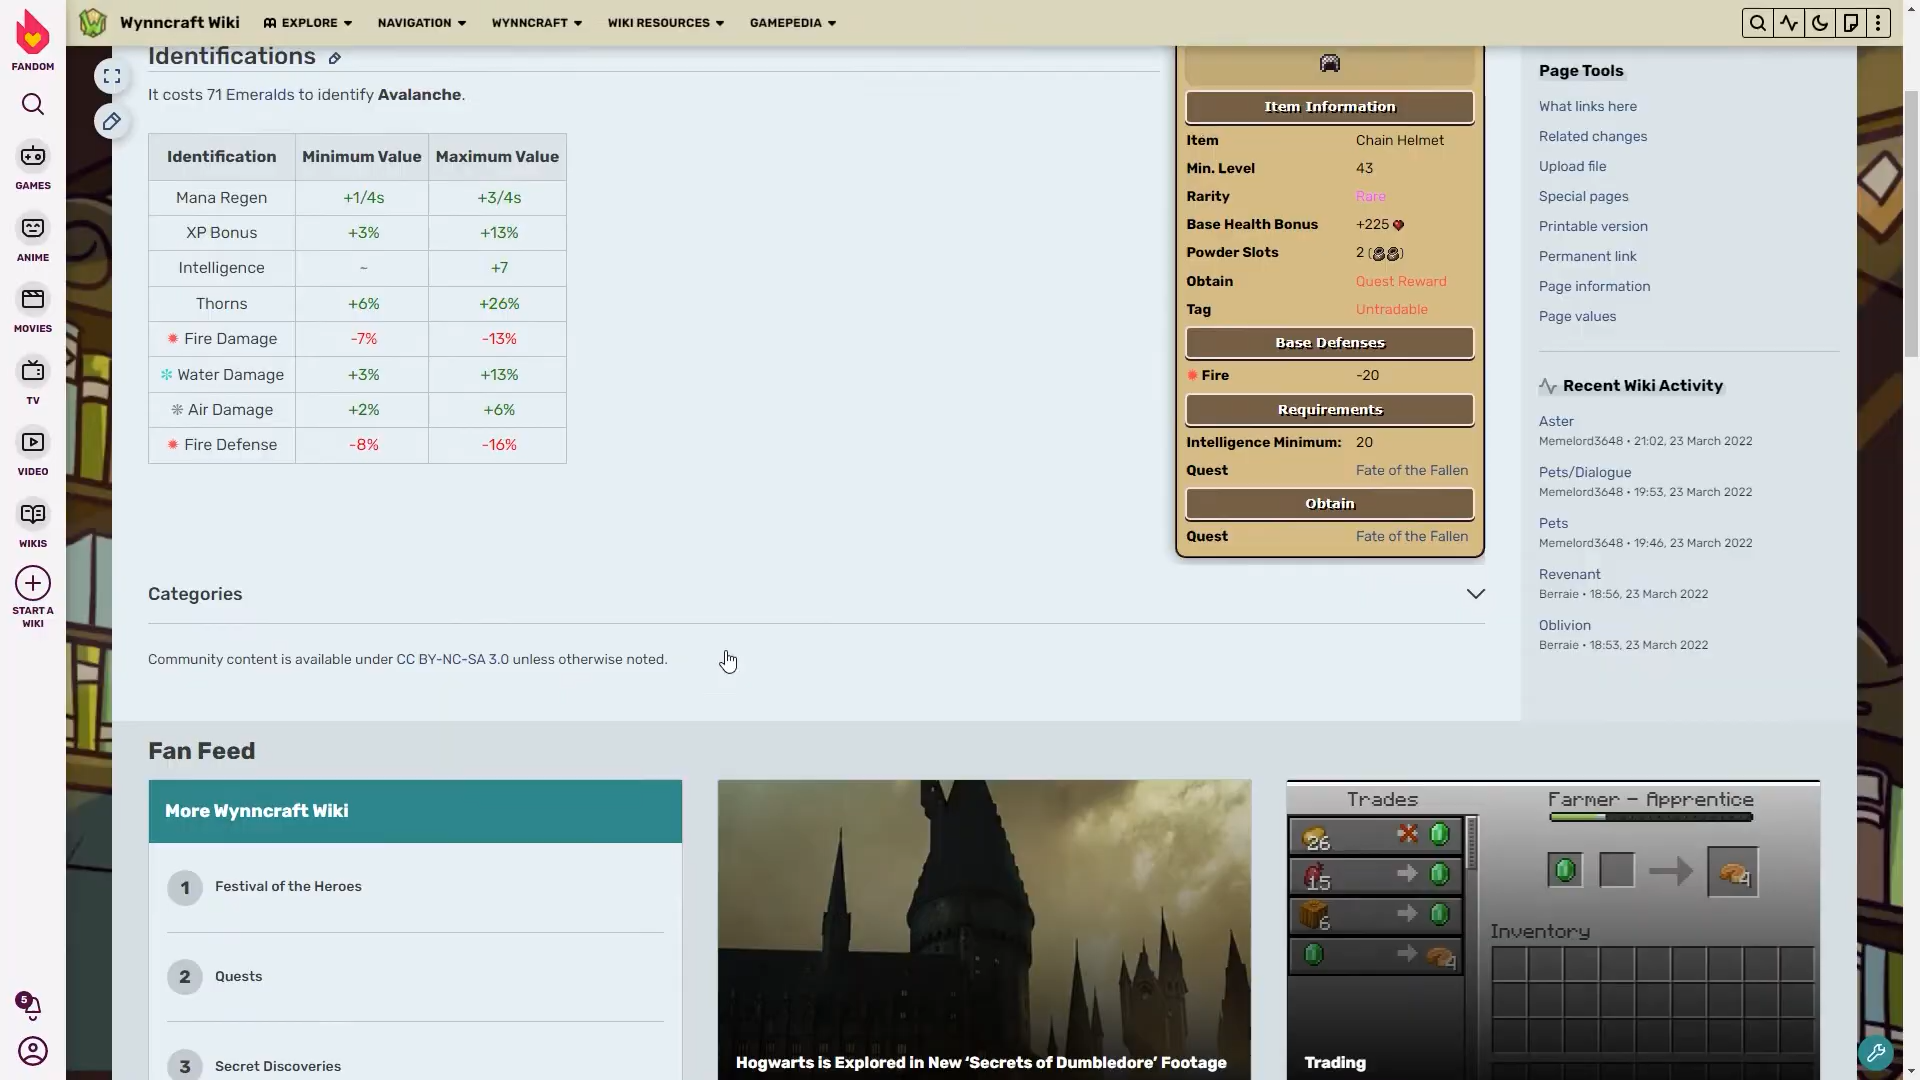 FANDOM
GAMES
ANIME
MOVIES
TV
VIDEO
WIKIS
START A
WIKI
5
Wynncraft Wiki
EXPLORE
NAVIGATION
WYNNCRAFT
WIKI RESOURCES
GAMEPEDIA
Identifications
It costs 71 Emeralds to identify Avalanche.
Identification Minimum Value Maximum Value
Mana Regen +1/4s +3/4s
XP Bonus +3% +13%
Intelligence ~ +7
Thorns +6% +26%
Fire Damage -7% -13%
Water Damage +3% +13%
Air Damage +2% +6%
Fire Defense -8% -16%
Item Information
Item Chain Helmet
Min. Level 43
Rarity Rare
Base Health Bonus +225
Powder Slots 2 ( )
Obtain Quest Reward
Tag Untradable
Base Defenses
Fire -20
Requirements
Intelligence Minimum: 20
Quest Fate of the Fallen
Obtain
Quest Fate of the Fallen
Page Tools
What links here
Related changes
Upload file
Special pages
Printable version
Permanent link
Page information
Page values
Recent Wiki Activity
Aster
Memelord3648 • 21:02, 23 March 2022
Pets/Dialogue
Memelord3648 • 19:53, 23 March 2022
Pets
Memelord3648 • 19:46, 23 March 2022
Revenant
Berraie • 18:56, 23 March 2022
Oblivion
Berraie • 18:53, 23 March 2022
Categories
Community content is available under CC BY-NC-SA 3.0 unless otherwise noted.
Fan Feed
More Wynncraft Wiki
1 Festival of the Heroes
2 Quests
3 Secret Discoveries
Hogwarts is Explored in New ‘Secrets of Dumbledore’ Footage
Trades
26
15
6
4
Farmer - Apprentice
4
Inventory
Trading